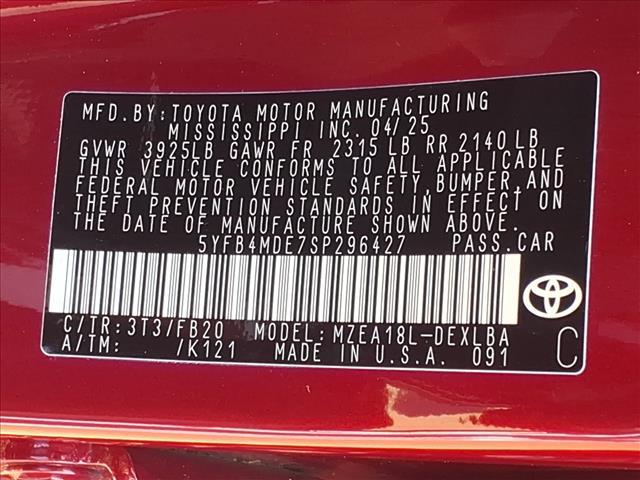 MFD.BY:TOYOTA MOTOR MANUFACTURING
MISSISSIPPI INC. 04/25
GVWR 3925LB GAWR FR 2315 LB RR 2140 LB
THIS VEHICLE CONFORMS TO ALL APPLICABLE
FEDERAL MOTOR VEHICLE SAFETY,BUMPER,AND
THEFT PREVENTION STANDARDS IN EFFECT ON
THE DATE OF MANUFACTURE SHOWN ABOVE.
5YFB4MDE7SP296427 PASS.CAR
C/TR:3T3/FB20 MODEL:MZEA18L-DEXLBA
A/TM: /K121 MADE IN U.S.A. 091
C